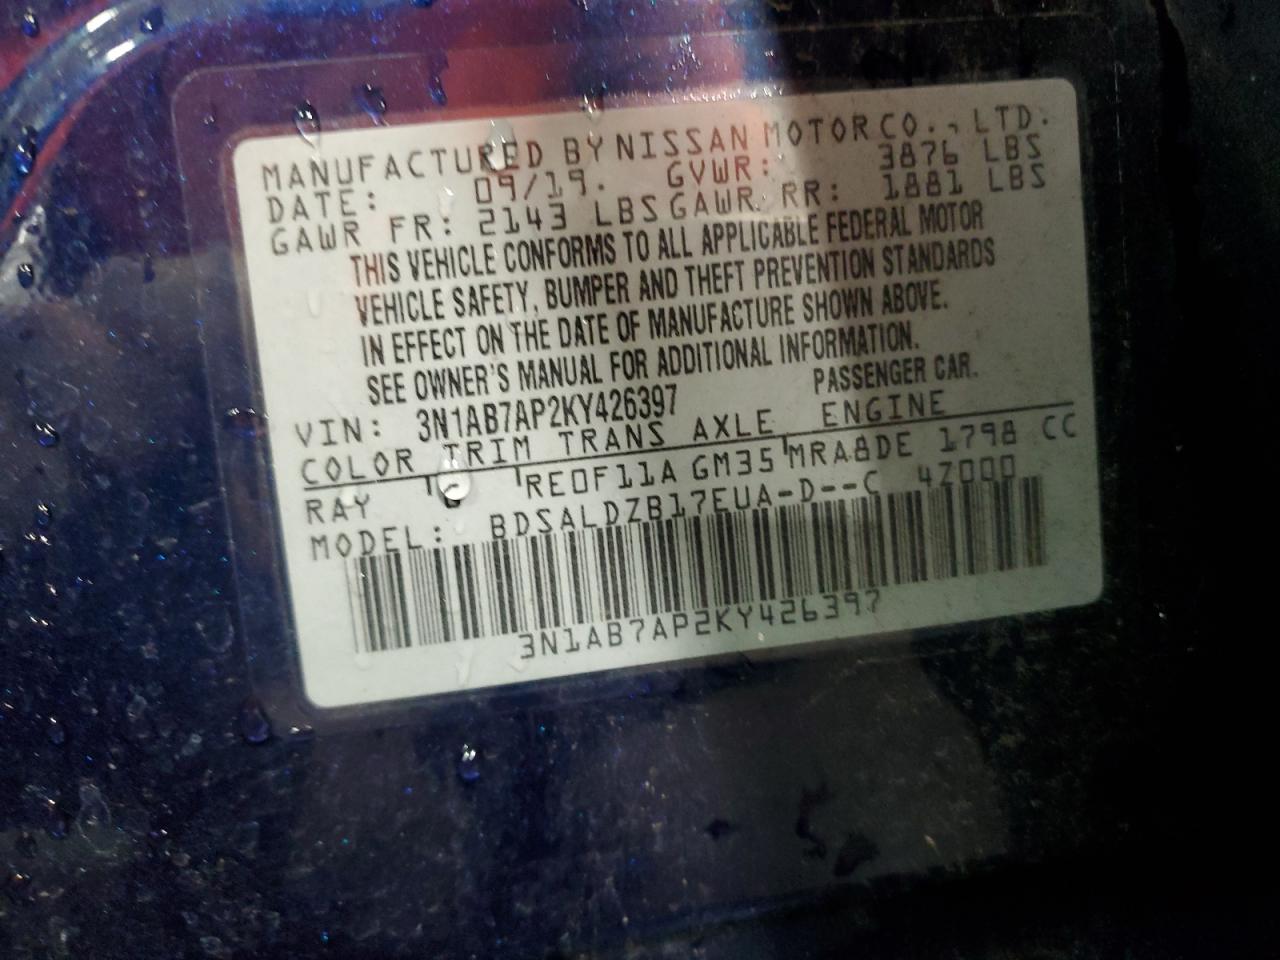 MANUFACTURED BY NISSAN MOTOR CO., LTD.
DATE: 09/19. GVWR: 3876 LBS
GAWR FR: 2143 LBS GAWR RR: 1881 LBS
THIS VEHICLE CONFORMS TO ALL APPLICABLE FEDERAL MOTOR
VEHICLE SAFETY, BUMPER AND THEFT PREVENTION STANDARDS
IN EFFECT ON THE DATE OF MANUFACTURE SHOWN ABOVE.
SEE OWNER'S MANUAL FOR ADDITIONAL INFORMATION.
VIN: 3N1AB7AP2KY426397 PASSENGER CAR.
COLOR TRIM TRANS AXLE ENGINE
RAY G RE0F11A GM35 MRA8DE 1798 CC
MODEL: BDSALDZB17EUA-D--C 4Z000
3N1AB7AP2KY426397